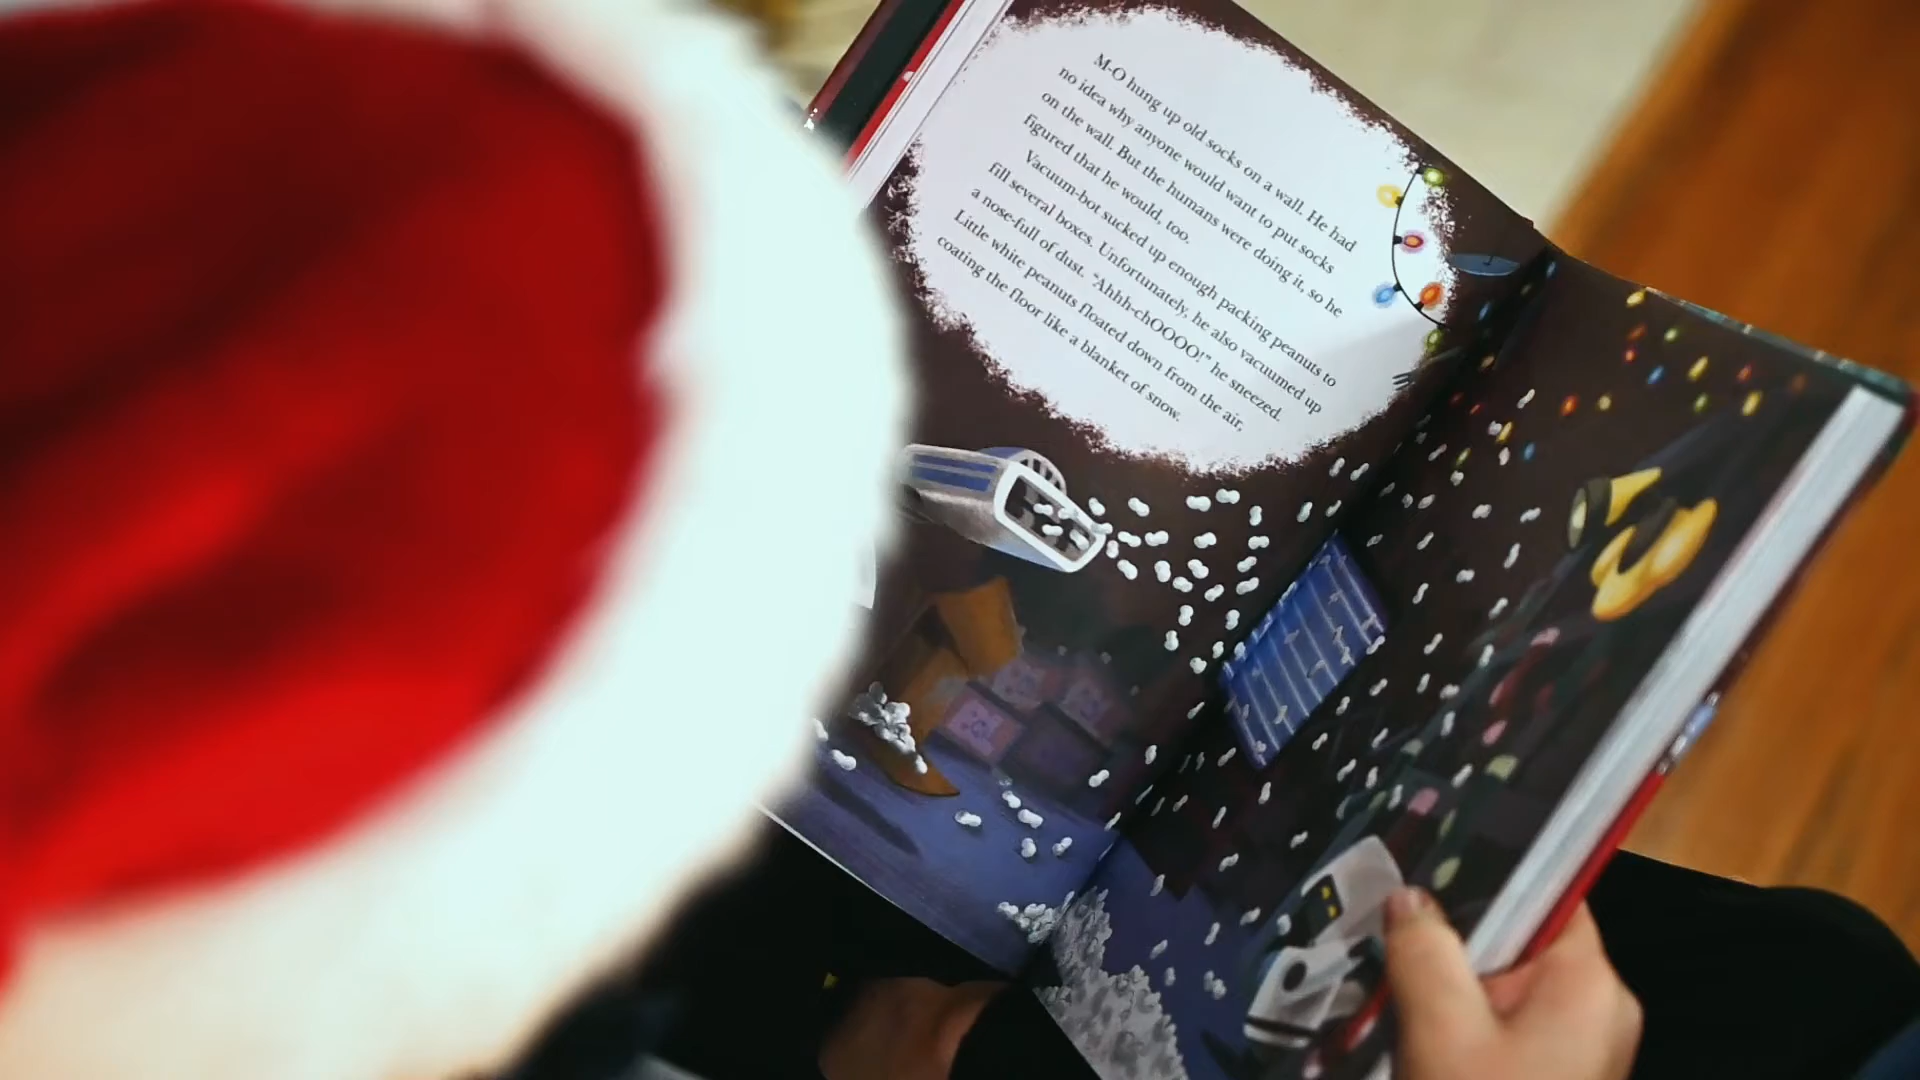 M-O hung up old socks on a wall. He had
no idea why anyone would want to put socks
on the wall. But the humans were doing it, so he
figured that he would, too.
Vacuum-bot sucked up enough packing peanuts to
fill several boxes. Unfortunately, he also vacuumed up
a nose-full of dust. “Ahhh-chOOOO!” he sneezed.
Little white peanuts floated down from the air,
coating the floor like a blanket of snow.